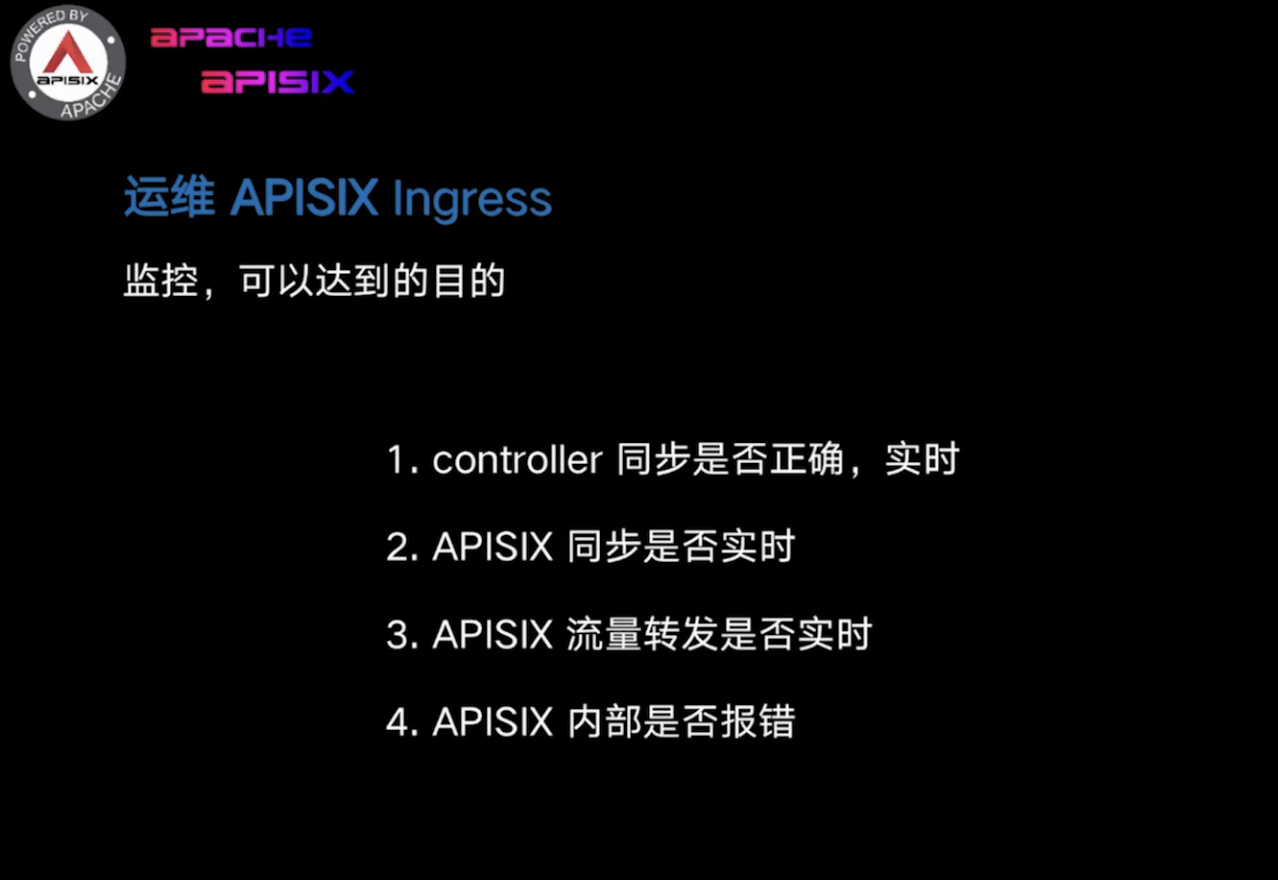 POWERED BY
APISIX
APACHE
APACHE
APISIX
运维 APISIX Ingress
监控，可以达到的目的
1. controller 同步是否正确，实时
2. APISIX 同步是否实时
3. APISIX 流量转发是否实时
4. APISIX 内部是否报错